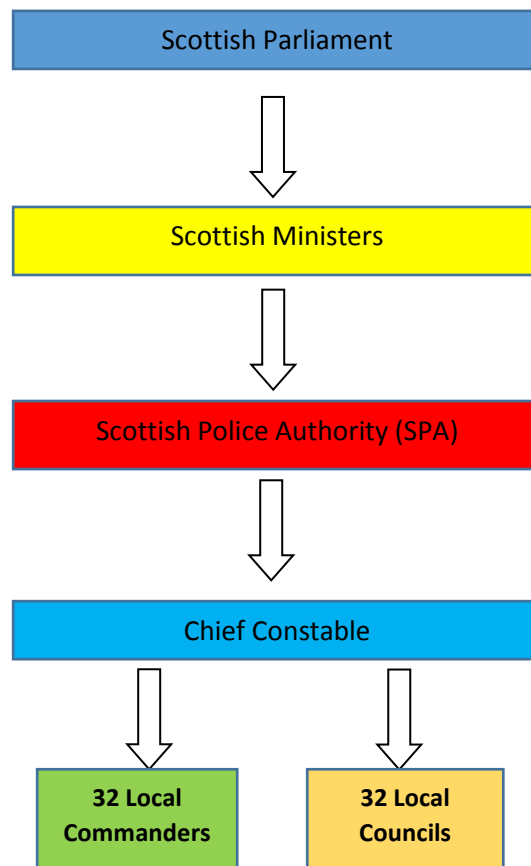 Scottish Parliament
Scottish Ministers
Scottish Police Authority (SPA)
Chief Constable
32 Local
Commanders
32 Local
Councils